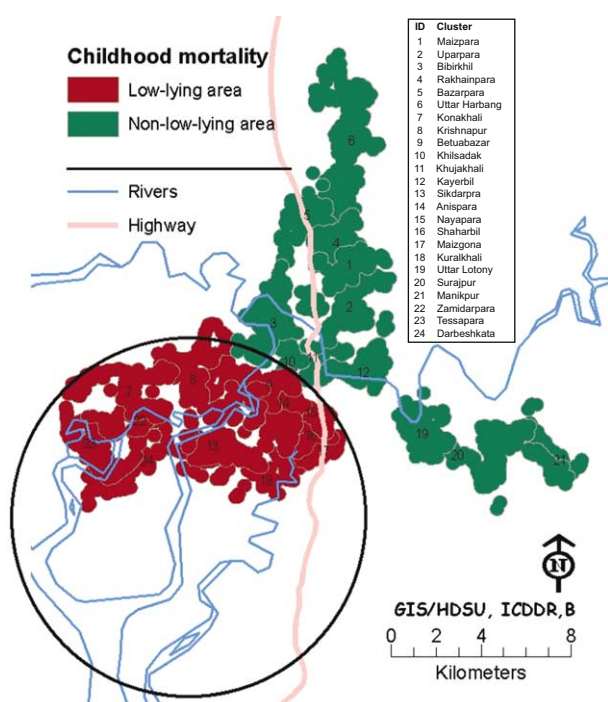 Childhood mortality
Low-lying area
Non-low-lying area
Rivers
Highway
ID Cluster
1 Maizpara
2 Uparpara
3 Bibirkhil
4 Rakhainpara
5 Bazarpara
6 Uttar Harbang
7 Konakhali
8 Krishnapur
9 Betuabazar
10 Khilsadak
11 Khujakhali
12 Kayerbil
13 Sikdarpra
14 Anispara
15 Nayapara
16 Shaharbil
17 Maizgona
18 Kuralkhali
19 Uttar Lotony
20 Surajpur
21 Manikpur
22 Zamidarpara
23 Tessapara
24 Darbeshkata
6
5
4
1
2
3
10
12
8
7
13
24
18
19
20
21
N
GIS/HDSU, ICDDR,B
0 2 4 6 8
Kilometers